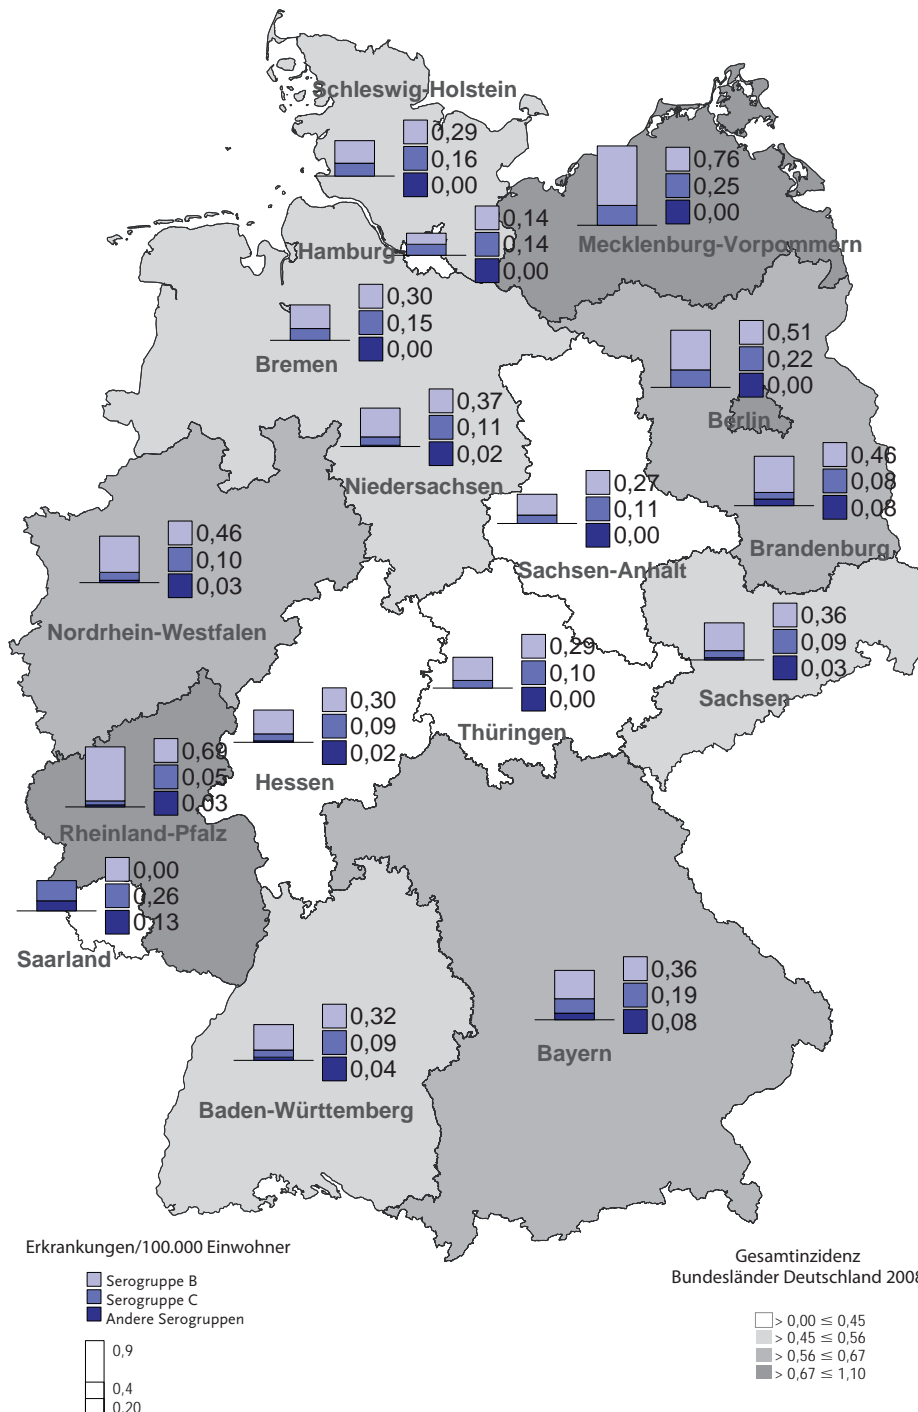 Schleswig-Holstein
0,29
0,16
0,00
0,76
0,25
0,00
Mecklenburg-Vorpommern
Hamburg
0,14
0,14
0,00
0,30
0,15
0,00
Bremen
0,51
0,22
0,00
Berlin
0,37
0,11
0,02
Niedersachsen
0,27
0,11
0,00
Sachsen-Anhalt
0,46
0,08
0,08
Brandenburg
0,46
0,10
0,03
Nordrhein-Westfalen
0,36
0,09
0,03
Sachsen
0,29
0,10
0,00
Thüringen
0,30
0,09
0,02
Hessen
0,69
0,05
0,03
Rheinland-Pfalz
0,00
0,26
0,13
Saarland
0,36
0,19
0,08
Bayern
0,32
0,09
0,04
Baden-Württemberg
Erkrankungen/100.000 Einwohner
Serogruppe B
Serogruppe C
Andere Serogruppen
0,9
0,4
0,20
Gesamtinzidenz
Bundesländer Deutschland 2008
> 0,00 ≤ 0,45
> 0,45 ≤ 0,56
> 0,56 ≤ 0,67
> 0,67 ≤ 1,10